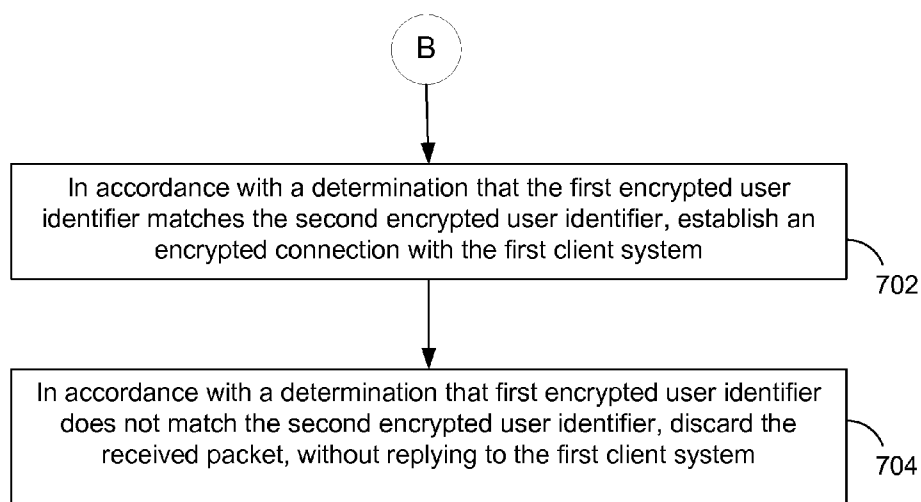 B
In accordance with a determination that the first encrypted user
identifier matches the second encrypted user identifier, establish an
encrypted connection with the first client system
702
In accordance with a determination that first encrypted user identifier
does not match the second encrypted user identifier, discard the
received packet, without replying to the first client system
704